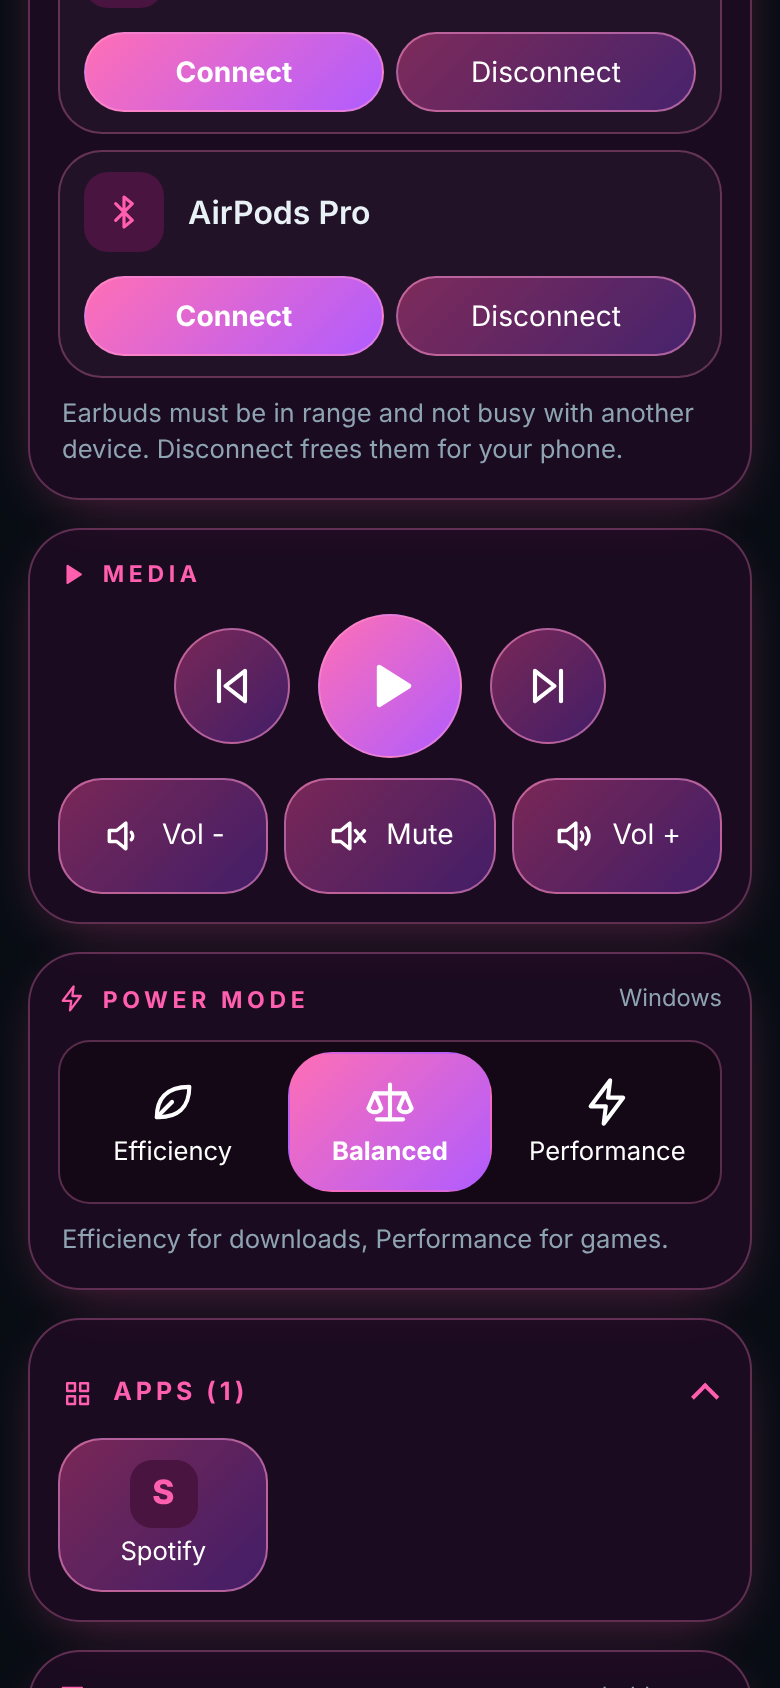 Connect
Disconnect
AirPods Pro
Connect
Disconnect
Earbuds must be in range and not busy with another
device. Disconnect frees them for your phone.
MEDIA
Vol -
Mute
Vol +
POWER MODE
Windows
Efficiency
Balanced
Performance
Efficiency for downloads, Performance for games.
APPS (1)
S
Spotify